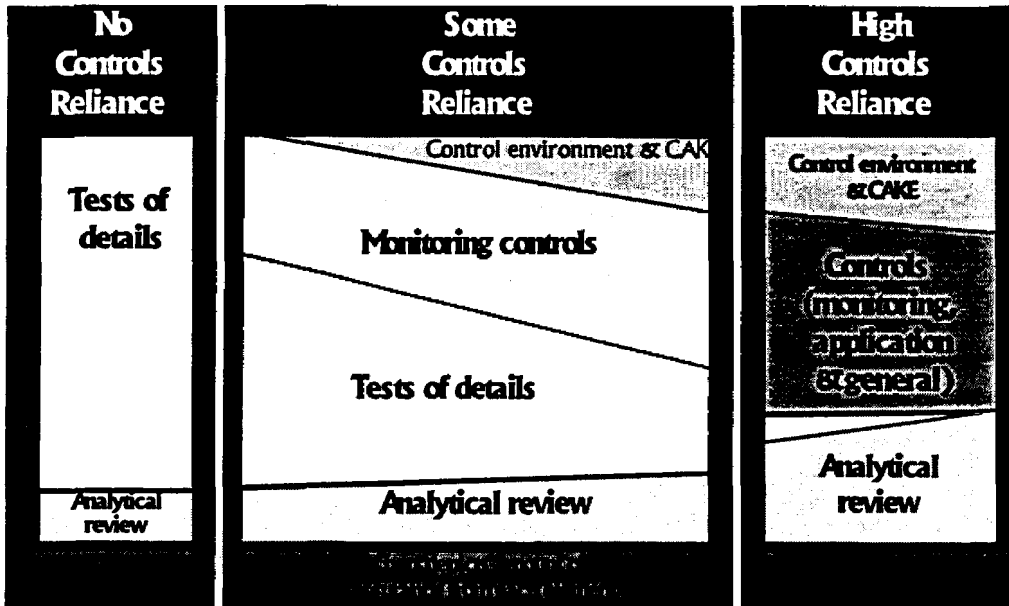 No
Controls
Reliance
Tests of
details
Analytical
review
Some
Controls
Reliance
Control environment & CAK
Monitoring controls
Tests of details
Analytical review
High
Controls
Reliance
Control environment
& CAKE
Controls
(monitoring,
application
& general)
Analytical
review